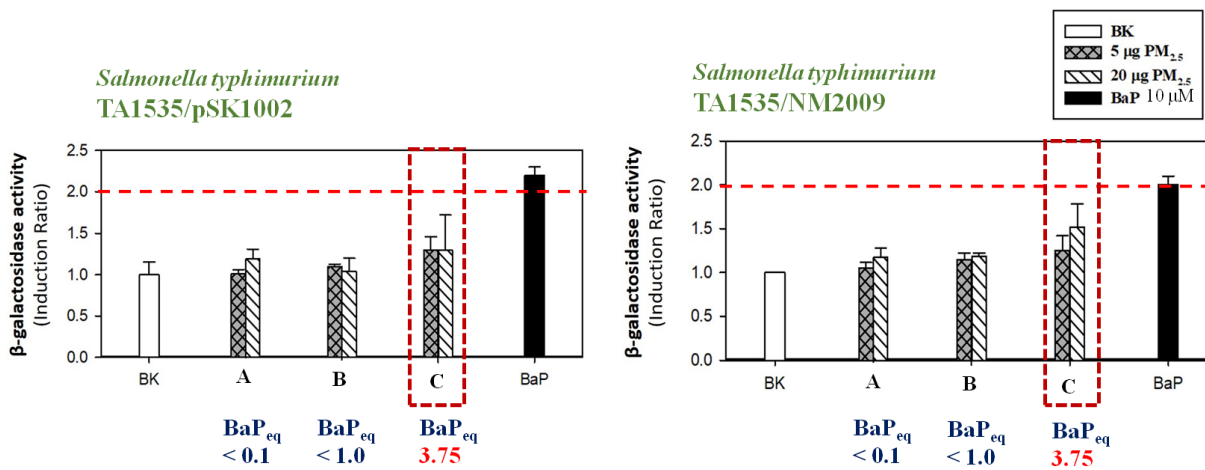 Salmonella typhimurium
TA1535/pSK1002
β-galactosidase activity
(Induction Ratio)
2.5
2.0
1.5
1.0
0.5
0.0
BK
A
B
C
BaP
BaPeq
< 0.1
BaPeq
< 1.0
BaPeq
3.75
Salmonella typhimurium
TA1535/NM2009
BK
5 μg PM2.5
20 μg PM2.5
BaP 10 μM
β-galactosidase activity
(Induction Ratio)
2.5
2.0
1.5
1.0
0.5
0.0
BK
A
B
C
BaP
BaPeq
< 0.1
BaPeq
< 1.0
BaPeq
3.75